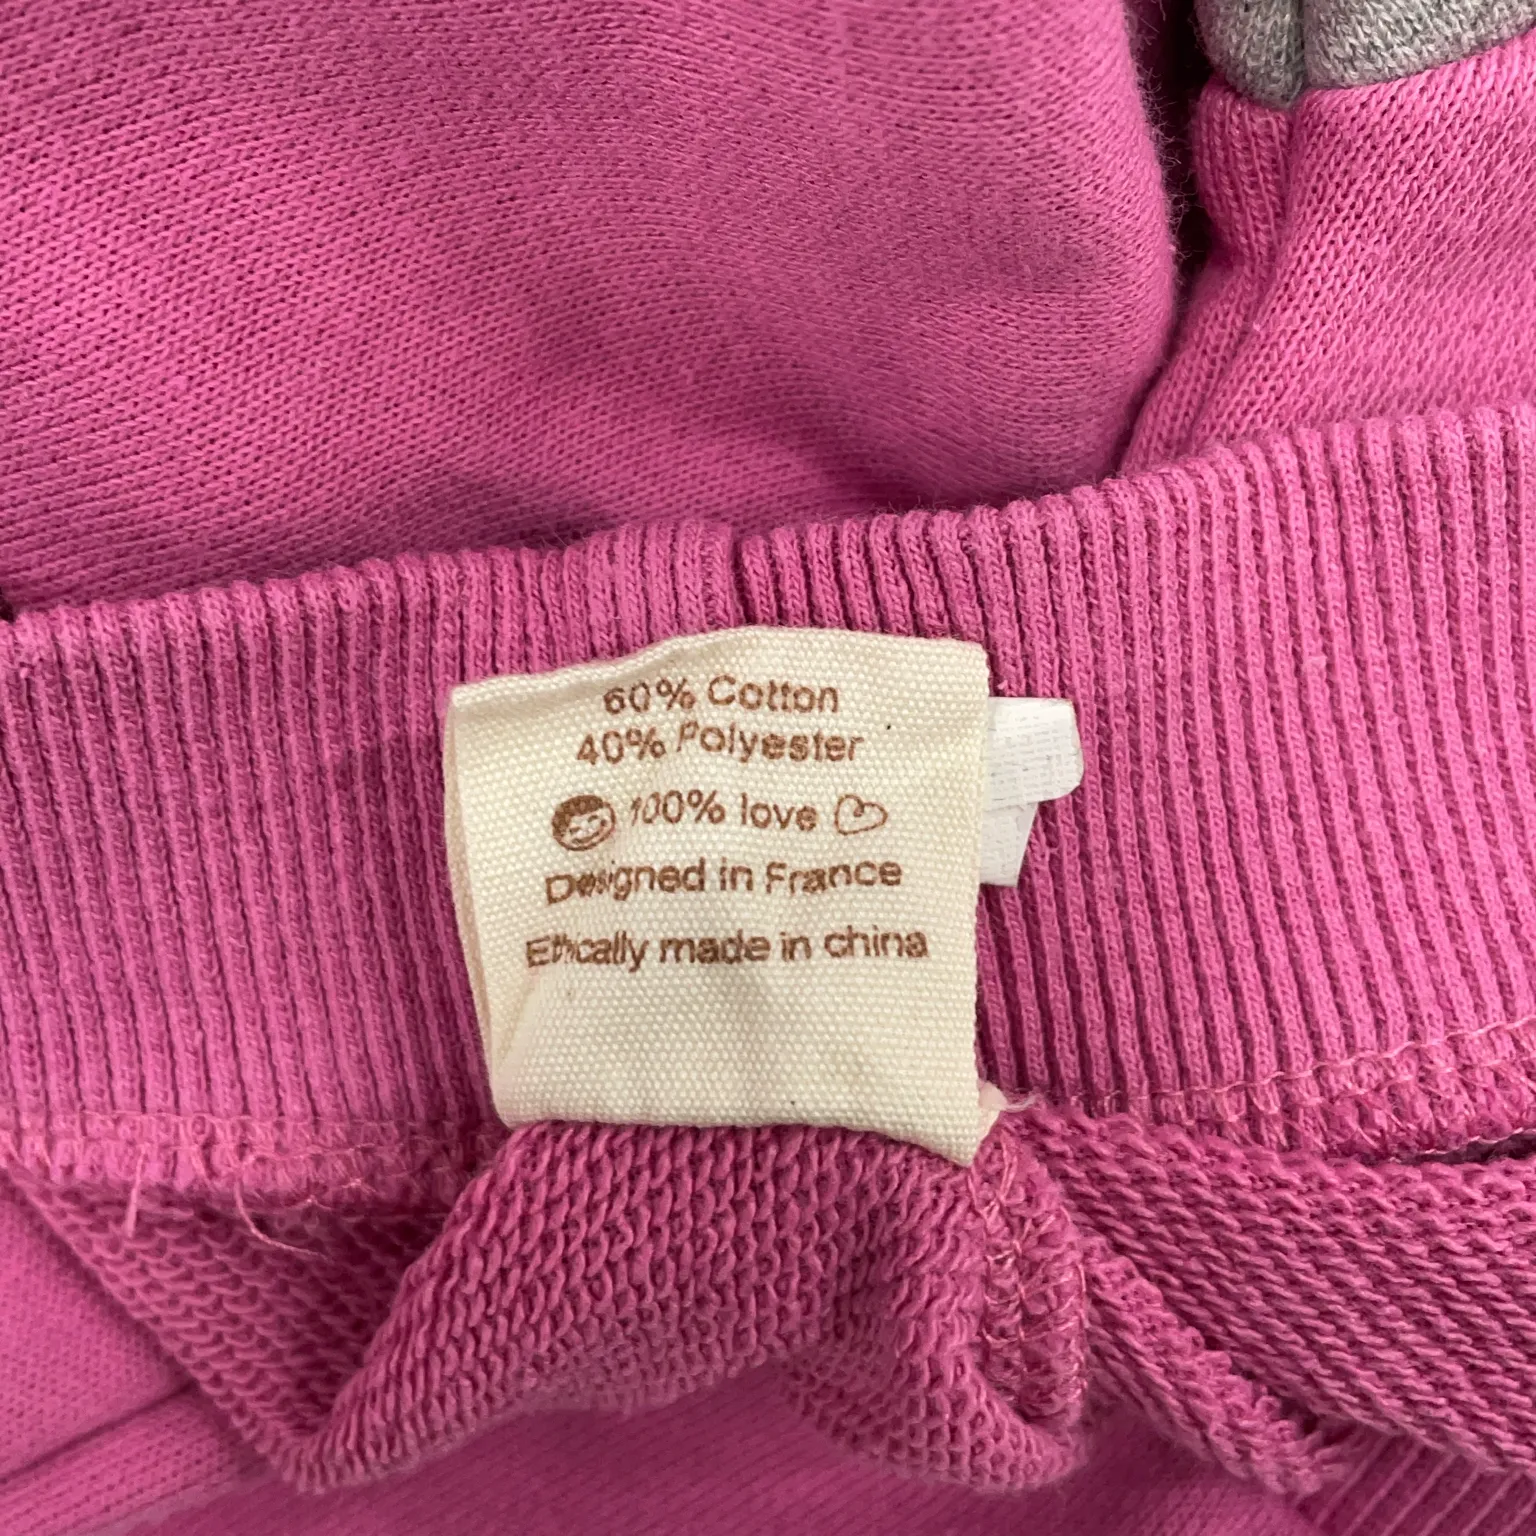 60% Cotton
40% Polyester
100% love
Designed in France
Ethically made in china